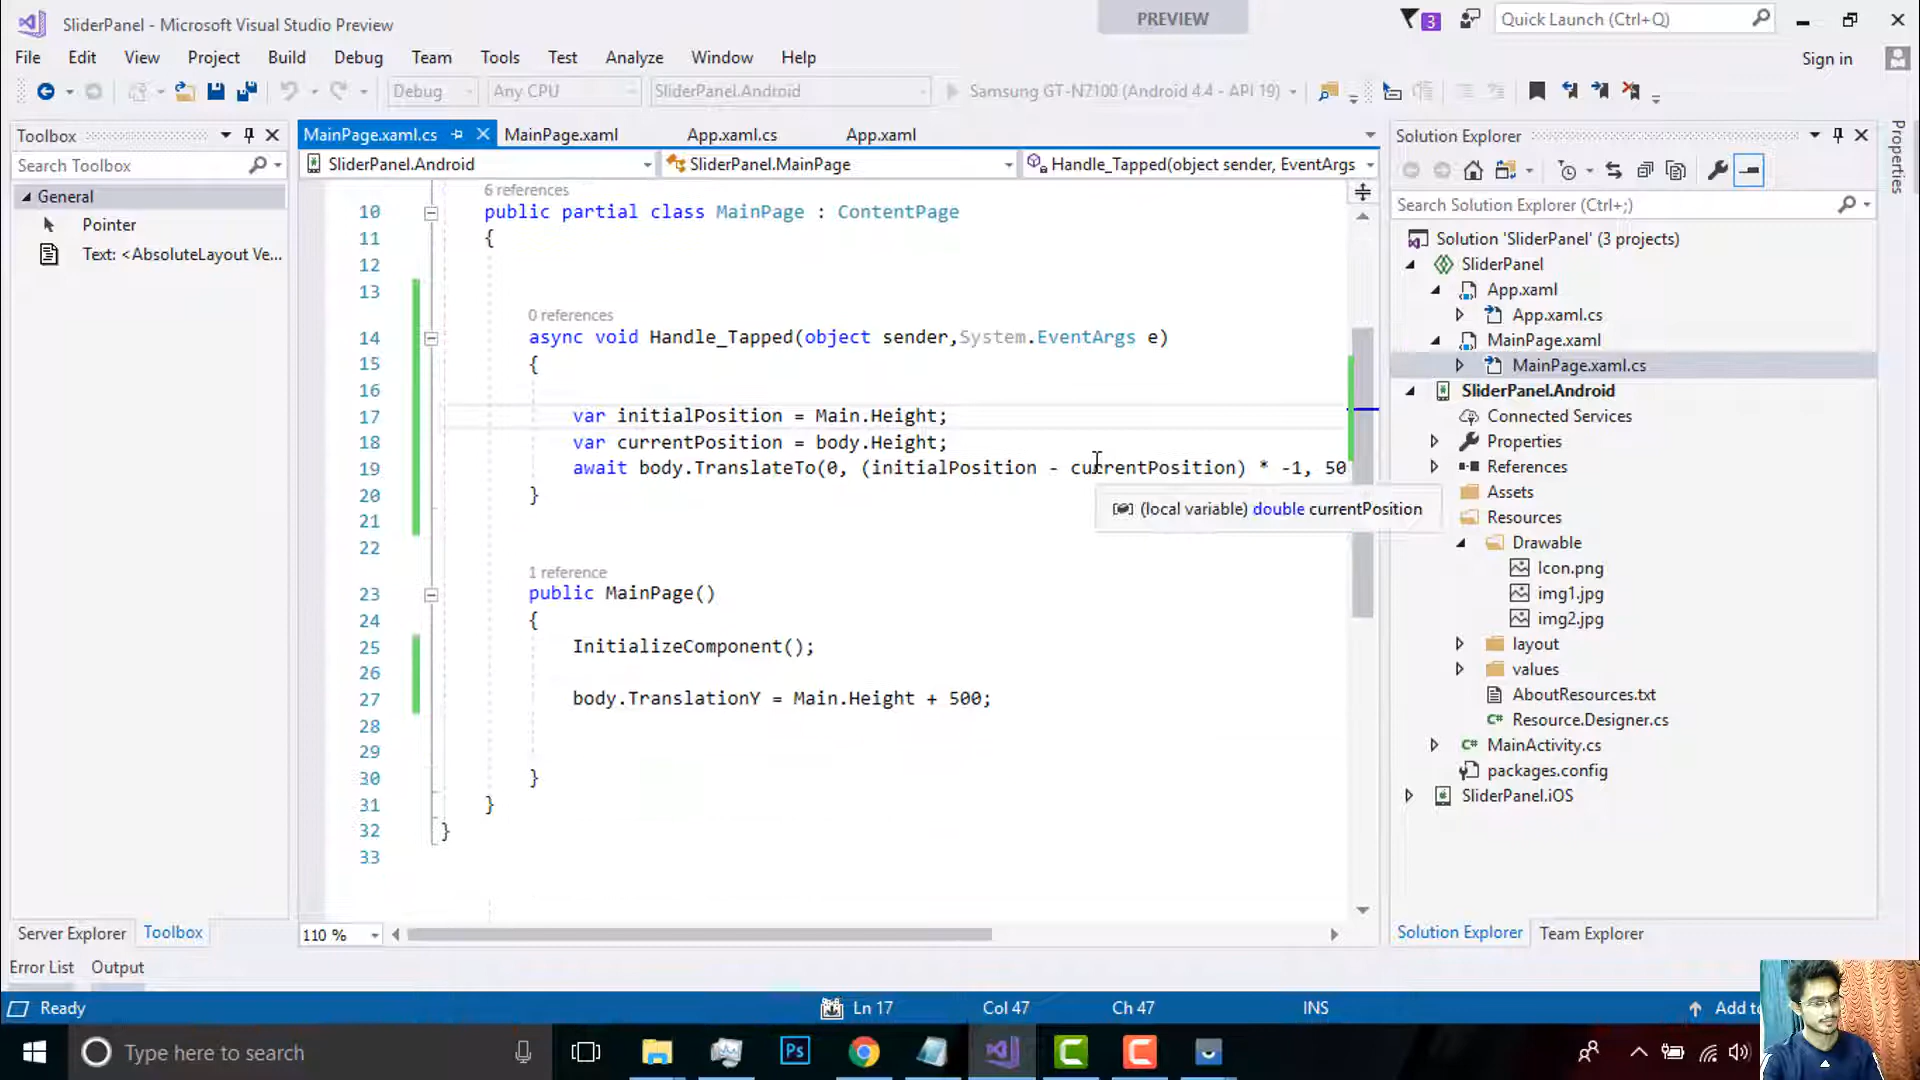 SliderPanel - Microsoft Visual Studio Preview
PREVIEW
3
Quick Launch (Ctrl+Q)
File Edit View Project Build Debug Team Tools Test Analyze Window Help
Sign in
Debug Any CPU SliderPanel.Android Samsung GT-N7100 (Android 4.4 - API 19)
Toolbox
Search Toolbox
General
Pointer
Text: <AbsoluteLayout Ve...
MainPage.xaml.cs MainPage.xaml App.xaml.cs App.xaml
SliderPanel.Android SliderPanel.MainPage Handle_Tapped(object sender, EventArgs
6 references
10 public partial class MainPage : ContentPage
11 {
12
13
0 references
14 async void Handle_Tapped(object sender,System.EventArgs e)
15 {
16
17 var initialPosition = Main.Height;
18 var currentPosition = body.Height;
19 await body.TranslateTo(0, (initialPosition - currentPosition) * -1, 50
20 }
(local variable) double currentPosition
21
22
1 reference
23 public MainPage()
24 {
25 InitializeComponent();
26
27 body.TranslationY = Main.Height + 500;
28
29
30 }
31 }
32 }
33
110 %
Solution Explorer
Search Solution Explorer (Ctrl+;)
Solution 'SliderPanel' (3 projects)
SliderPanel
App.xaml
App.xaml.cs
MainPage.xaml
MainPage.xaml.cs
SliderPanel.Android
Connected Services
Properties
References
Assets
Resources
Drawable
Icon.png
img1.jpg
img2.jpg
layout
values
AboutResources.txt
Resource.Designer.cs
MainActivity.cs
packages.config
SliderPanel.iOS
Properties
Server Explorer Toolbox
Solution Explorer Team Explorer
Error List Output
Ready Ln 17 Col 47 Ch 47 INS Add to
Type here to search
Ps